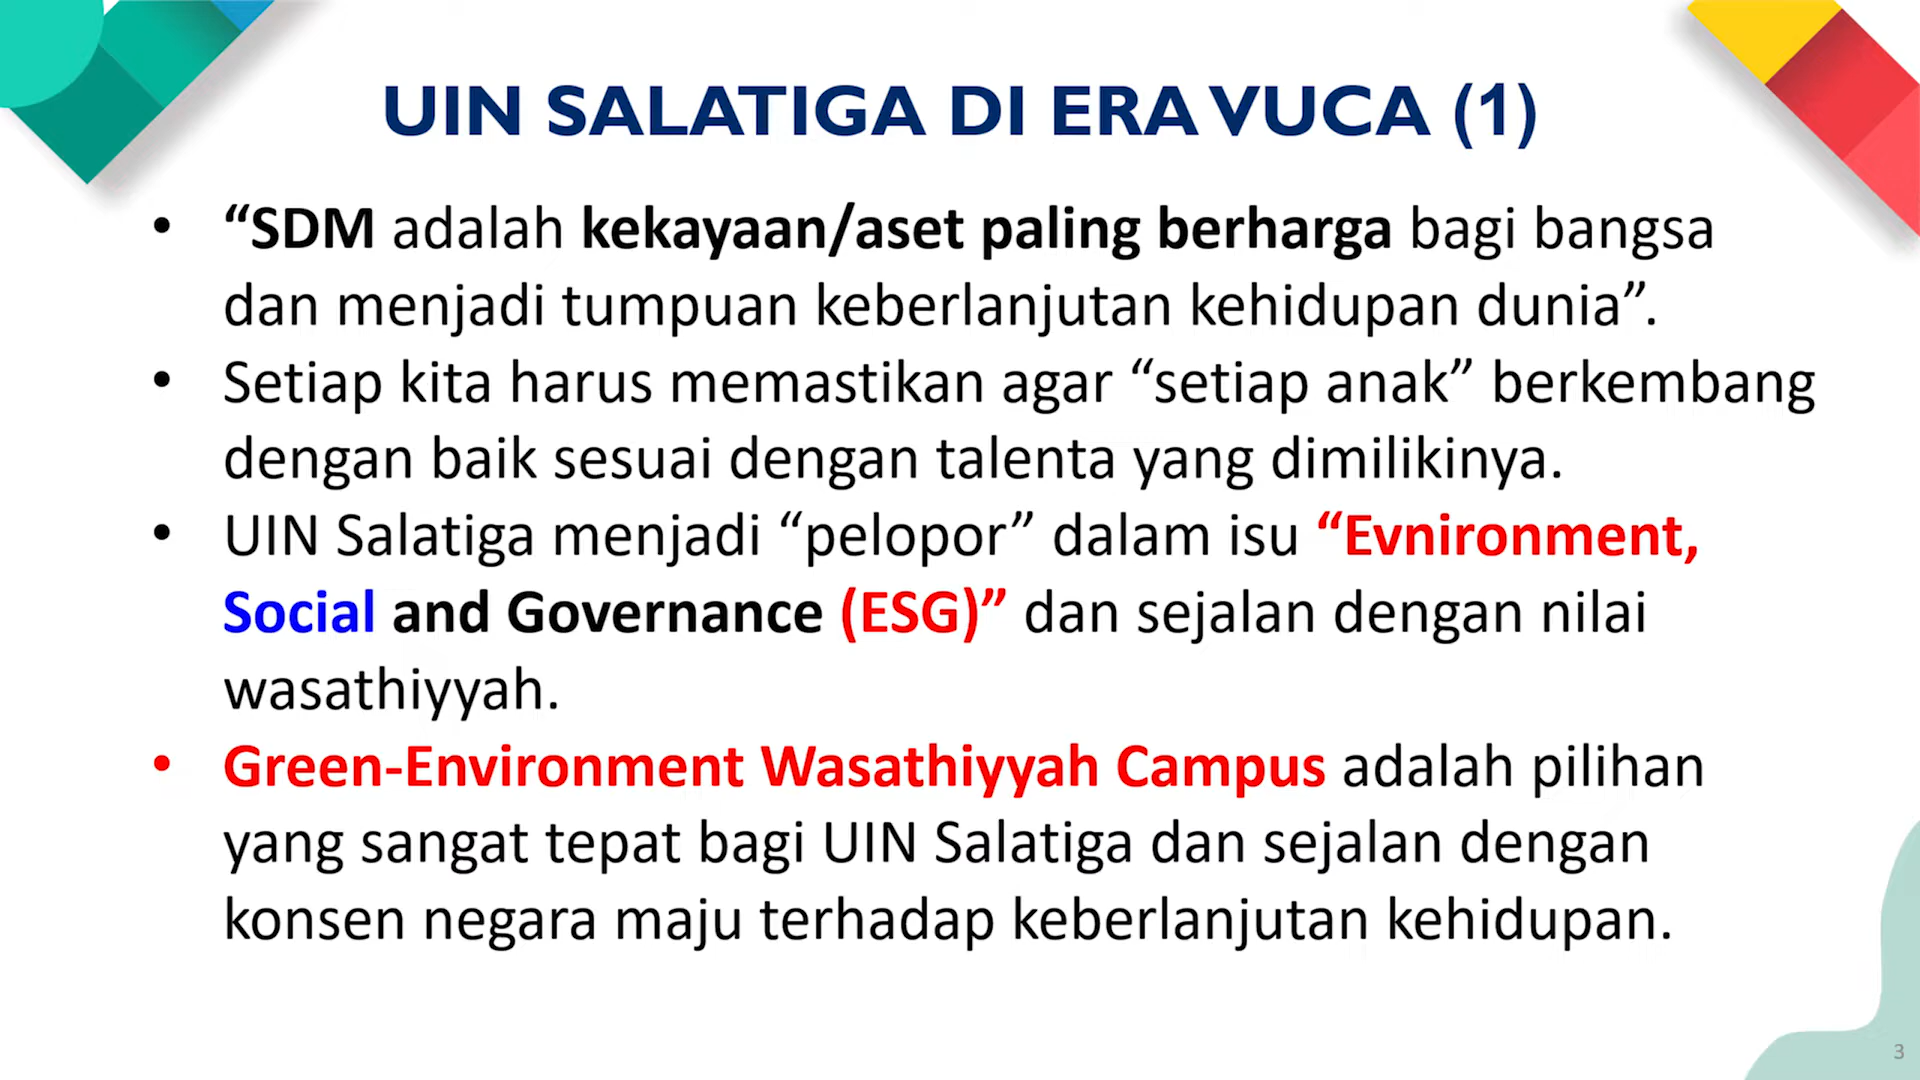 UIN SALATIGA DI ERA VUCA (1)
• “SDM adalah kekayaan/aset paling berharga bagi bangsa
dan menjadi tumpuan keberlanjutan kehidupan dunia”.
• Setiap kita harus memastikan agar “setiap anak” berkembang
dengan baik sesuai dengan talenta yang dimilikinya.
• UIN Salatiga menjadi “pelopor” dalam isu “Evnironment,
Social and Governance (ESG)” dan sejalan dengan nilai
wasathiyyah.
• Green-Environment Wasathiyyah Campus adalah pilihan
yang sangat tepat bagi UIN Salatiga dan sejalan dengan
konsen negara maju terhadap keberlanjutan kehidupan.
3